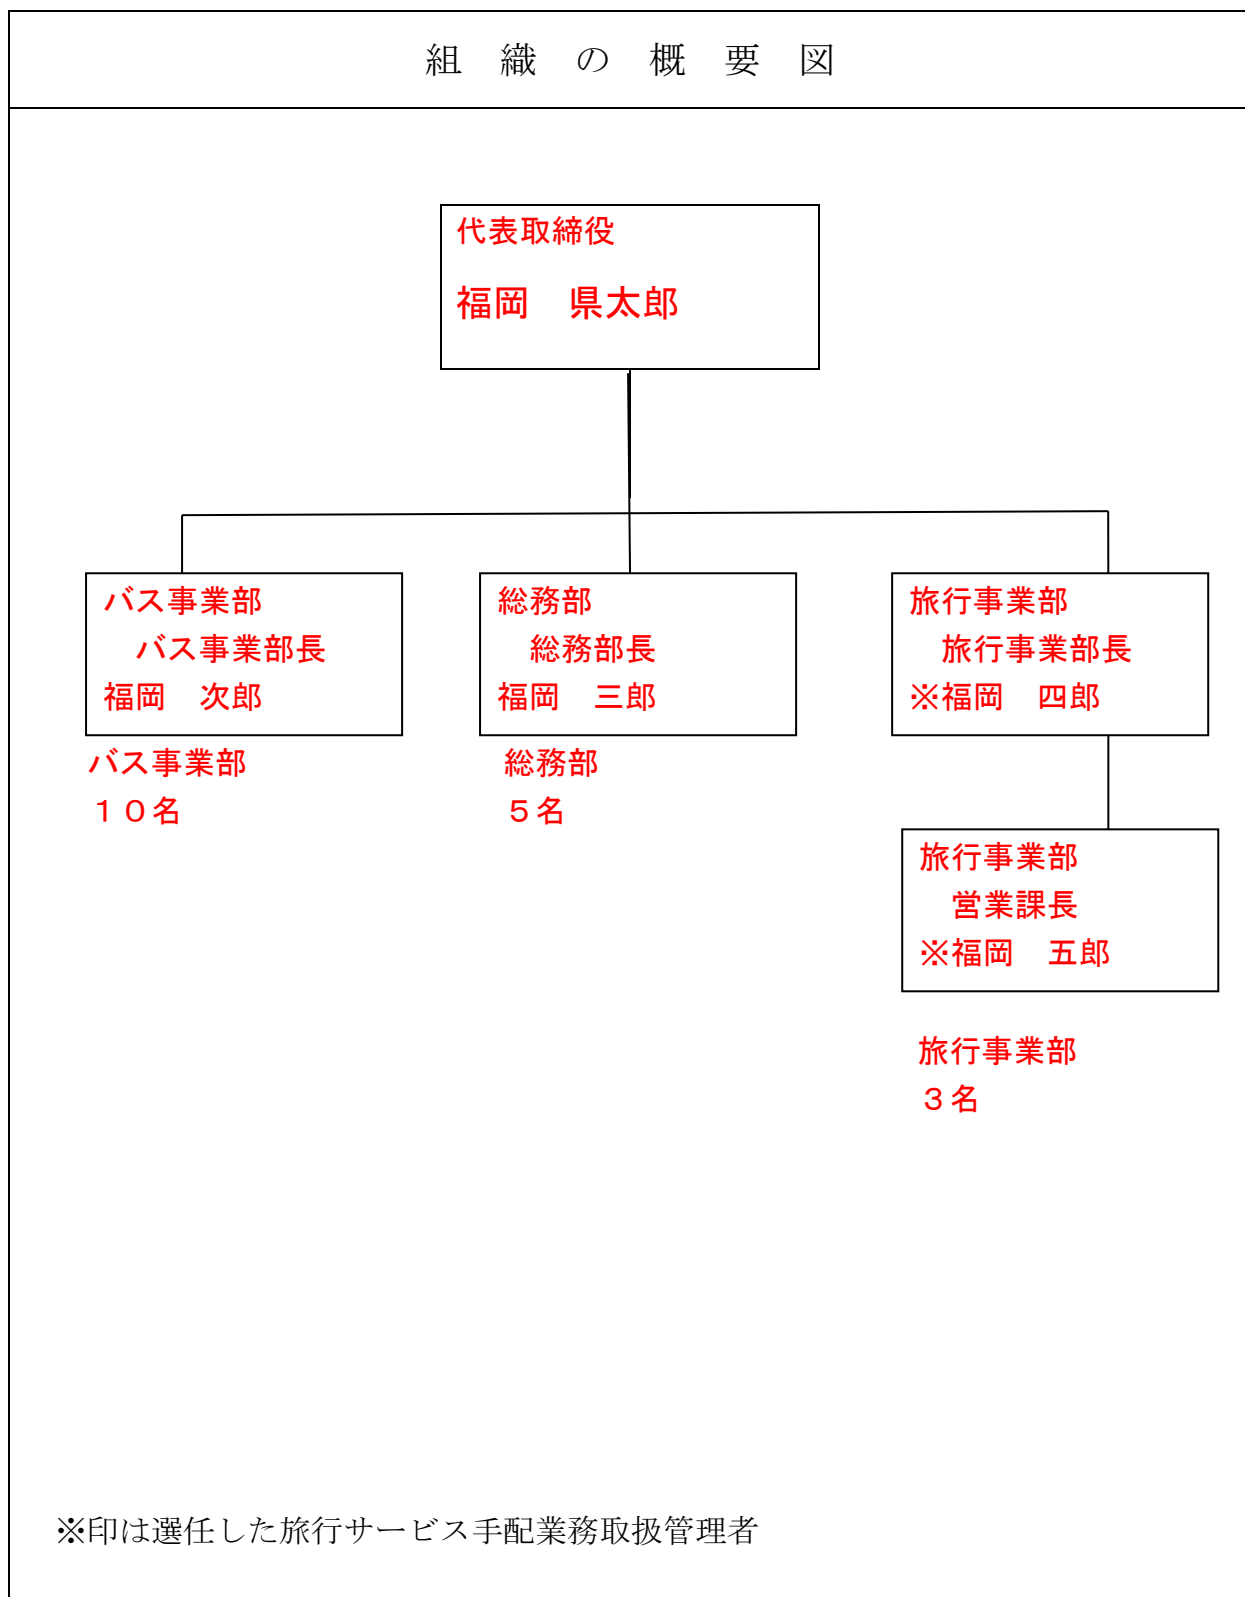 組　織　の　概　要　図
代表取締役
福岡　県太郎
バス事業部
バス事業部長
福岡　次郎
バス事業部
１０名
総務部
総務部長
福岡　三郎
総務部
５名
旅行事業部
旅行事業部長
※福岡　四郎
旅行事業部
営業課長
※福岡　五郎
旅行事業部
３名
※印は選任した旅行サービス手配業務取扱管理者